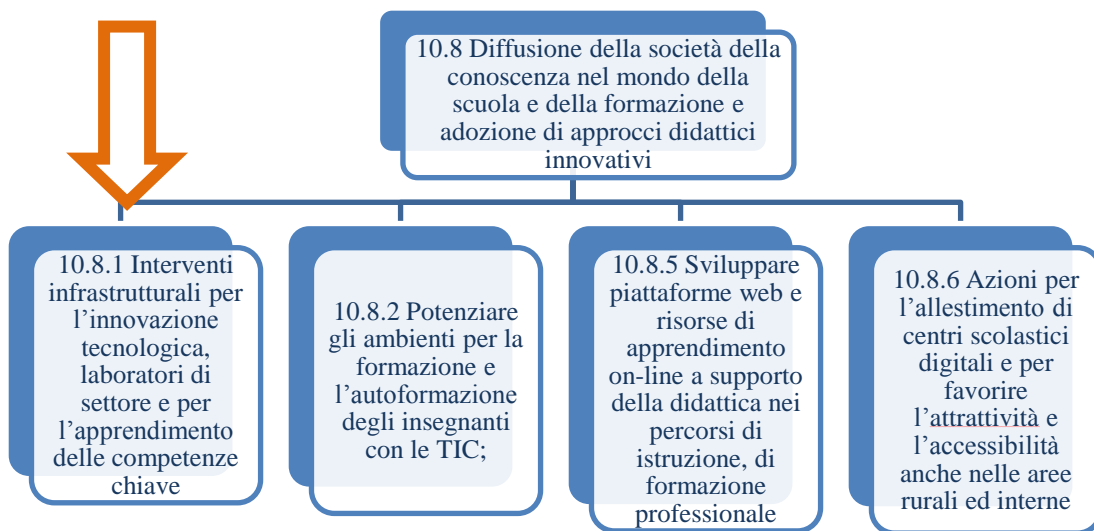 10.8 Diffusione della società della
conoscenza nel mondo della
scuola e della formazione e
adozione di approcci didattici
innovativi
10.8.1 Interventi
infrastrutturali per
l’innovazione
tecnologica,
laboratori di
settore e per
l’apprendimento
delle competenze
chiave
10.8.2 Potenziare
gli ambienti per la
formazione e
l’autoformazione
degli insegnanti
con le TIC;
10.8.5 Sviluppare
piattaforme web e
risorse di
apprendimento
on-line a supporto
della didattica nei
percorsi di
istruzione, di
formazione
professionale
10.8.6 Azioni per
l’allestimento di
centri scolastici
digitali e per
favorire
l’attrattività e
l’accessibilità
anche nelle aree
rurali ed interne